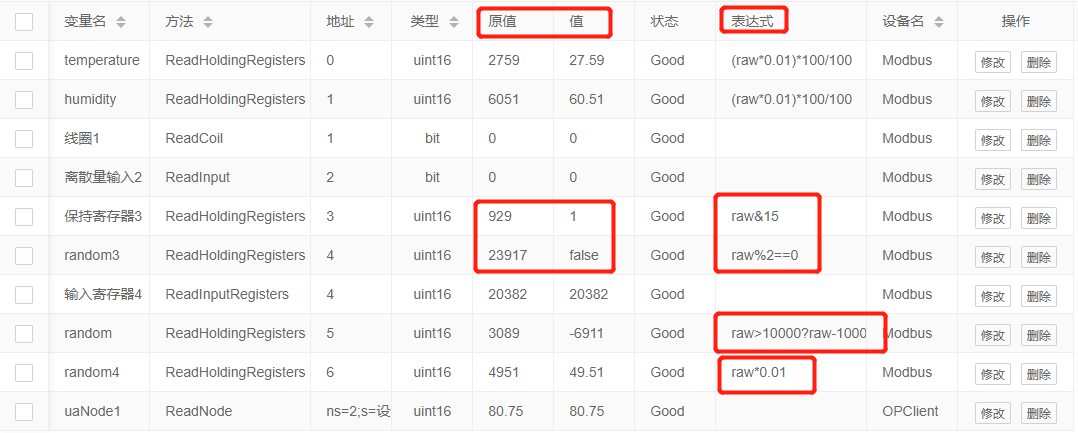 变量名 方法 地址 类型 原值 值 状态 表达式 设备名 操作
temperature ReadHoldingRegisters 0 uint16 2759 27.59 Good (raw*0.01)*100/100 Modbus 修改 删除
humidity ReadHoldingRegisters 1 uint16 6051 60.51 Good (raw*0.01)*100/100 Modbus 修改 删除
线圈1 ReadCoil 1 bit 0 0 Good Modbus 修改 删除
离散量输入2 ReadInput 2 bit 0 0 Good Modbus 修改 删除
保持寄存器3 ReadHoldingRegisters 3 uint16 929 1 Good raw&15 Modbus 修改 删除
random3 ReadHoldingRegisters 4 uint16 23917 false Good raw%2==0 Modbus 修改 删除
输入寄存器4 ReadInputRegisters 4 uint16 20382 20382 Good Modbus 修改 删除
random ReadHoldingRegisters 5 uint16 3089 -6911 Good raw>10000?raw-1000 Modbus 修改 删除
random4 ReadHoldingRegisters 6 uint16 4951 49.51 Good raw*0.01 Modbus 修改 删除
uaNode1 ReadNode ns=2;s=设 uint16 80.75 80.75 Good OPClient 修改 删除